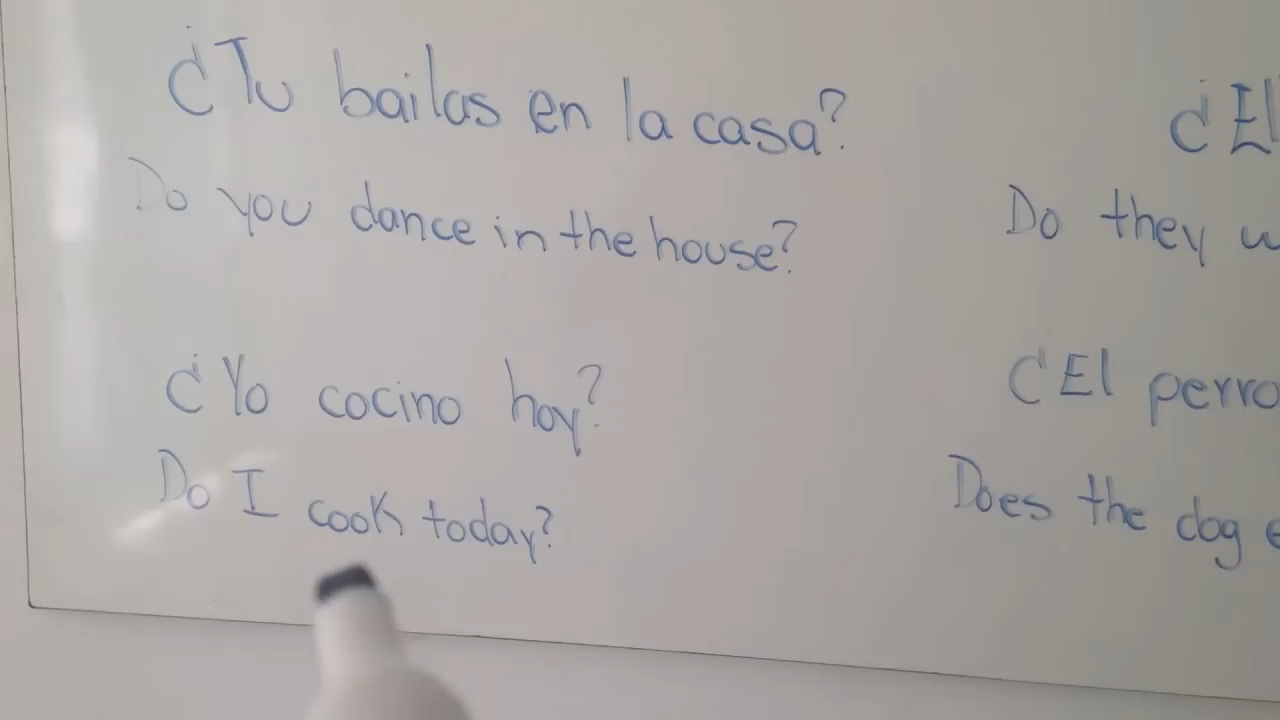 ¿Tu bailas en la casa?
Do you dance in the house?
¿Yo cocino hoy?
Do I cook today?
¿El
Do they
¿El perro
Does the dog